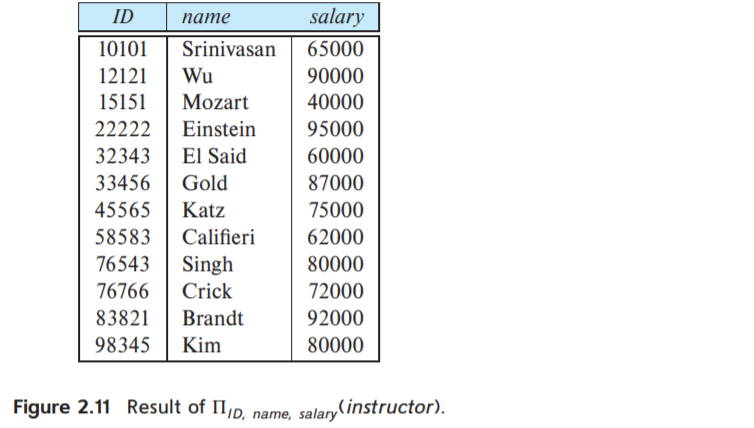 ID name salary
10101 Srinivasan 65000
12121 Wu 90000
15151 Mozart 40000
22222 Einstein 95000
32343 El Said 60000
33456 Gold 87000
45565 Katz 75000
58583 Califieri 62000
76543 Singh 80000
76766 Crick 72000
83821 Brandt 92000
98345 Kim 80000
Figure 2.11 Result of Π_ID, name, salary(instructor).